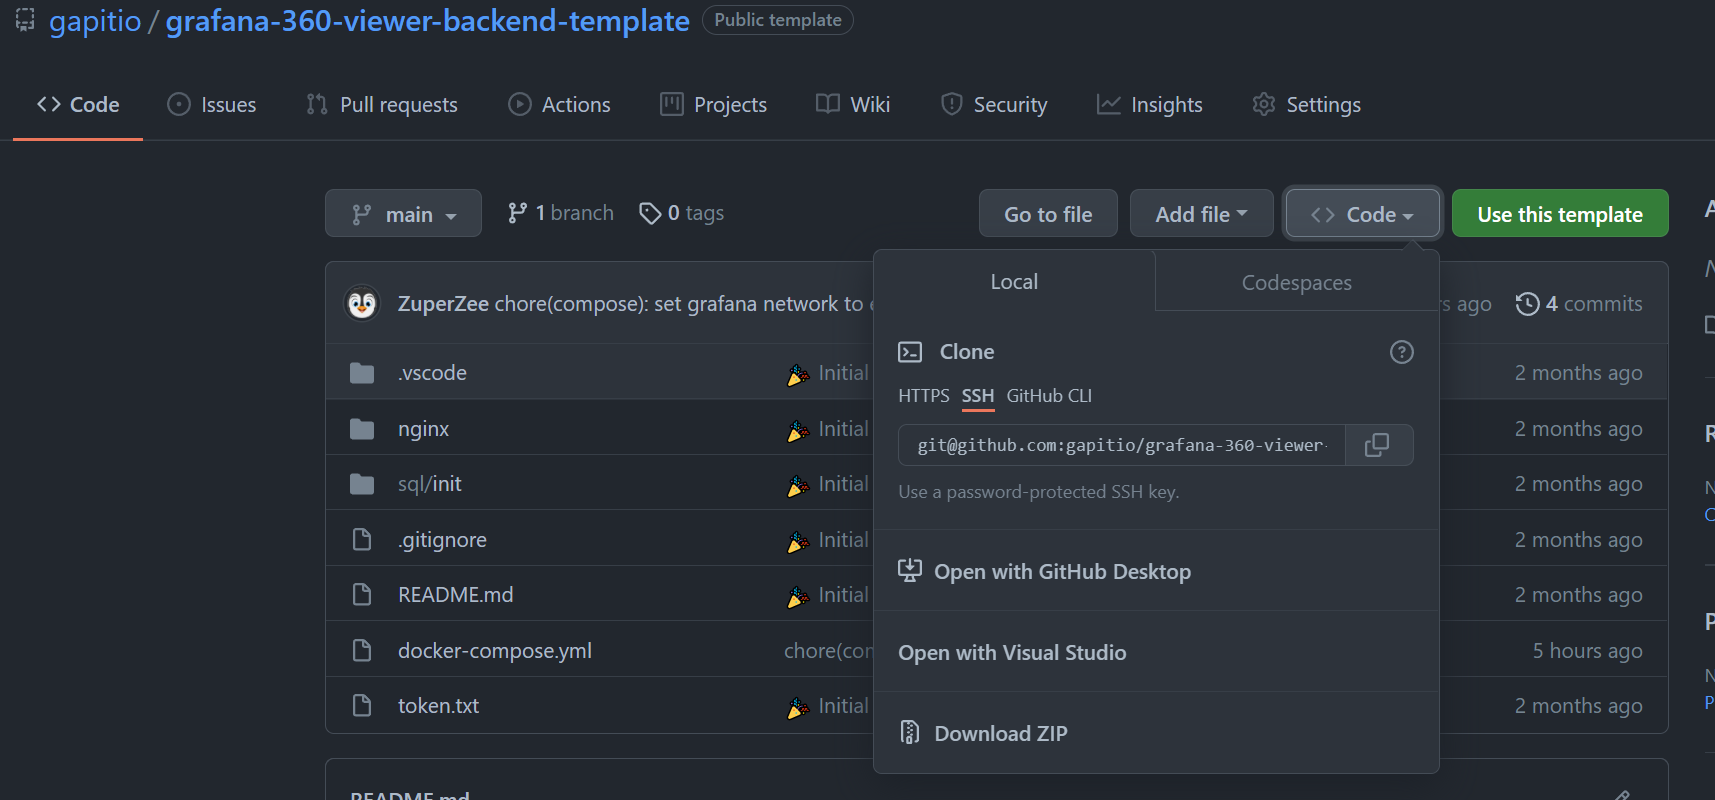 gapitio / grafana-360-viewer-backend-template Public template
Code Issues Pull requests Actions Projects Wiki Security Insights Settings
main 1 branch 0 tags Go to file Add file Code Use this template
Local Codespaces
ZuperZee chore(compose): set grafana network to ago 4 commits
Clone
.vscode Initial 2 months ago
HTTPS SSH GitHub CLI
nginx Initial 2 months ago
git@github.com:gapitio/grafana-360-viewer-
sql/init Initial 2 months ago
Use a password-protected SSH key.
.gitignore Initial 2 months ago
Open with GitHub Desktop
README.md Initial 2 months ago
docker-compose.yml 5 hours ago
Open with Visual Studio
token.txt Initial 2 months ago
Download ZIP
README.md